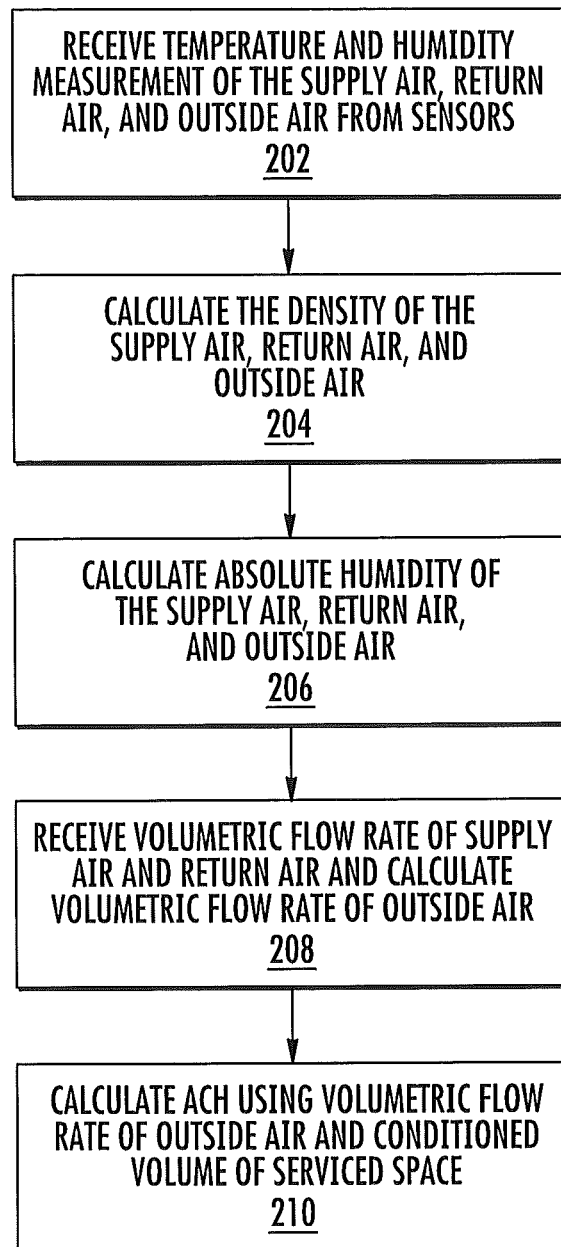 RECEIVE TEMPERATURE AND HUMIDITY
MEASUREMENT OF THE SUPPLY AIR, RETURN
AIR, AND OUTSIDE AIR FROM SENSORS
202
CALCULATE THE DENSITY OF THE
SUPPLY AIR, RETURN AIR, AND
OUTSIDE AIR
204
CALCULATE ABSOLUTE HUMIDITY OF
THE SUPPLY AIR, RETURN AIR,
AND OUTSIDE AIR
206
RECEIVE VOLUMETRIC FLOW RATE OF SUPPLY
AIR AND RETURN AIR AND CALCULATE
VOLUMETRIC FLOW RATE OF OUTSIDE AIR
208
CALCULATE ACH USING VOLUMETRIC FLOW
RATE OF OUTSIDE AIR AND CONDITIONED
VOLUME OF SERVICED SPACE
210